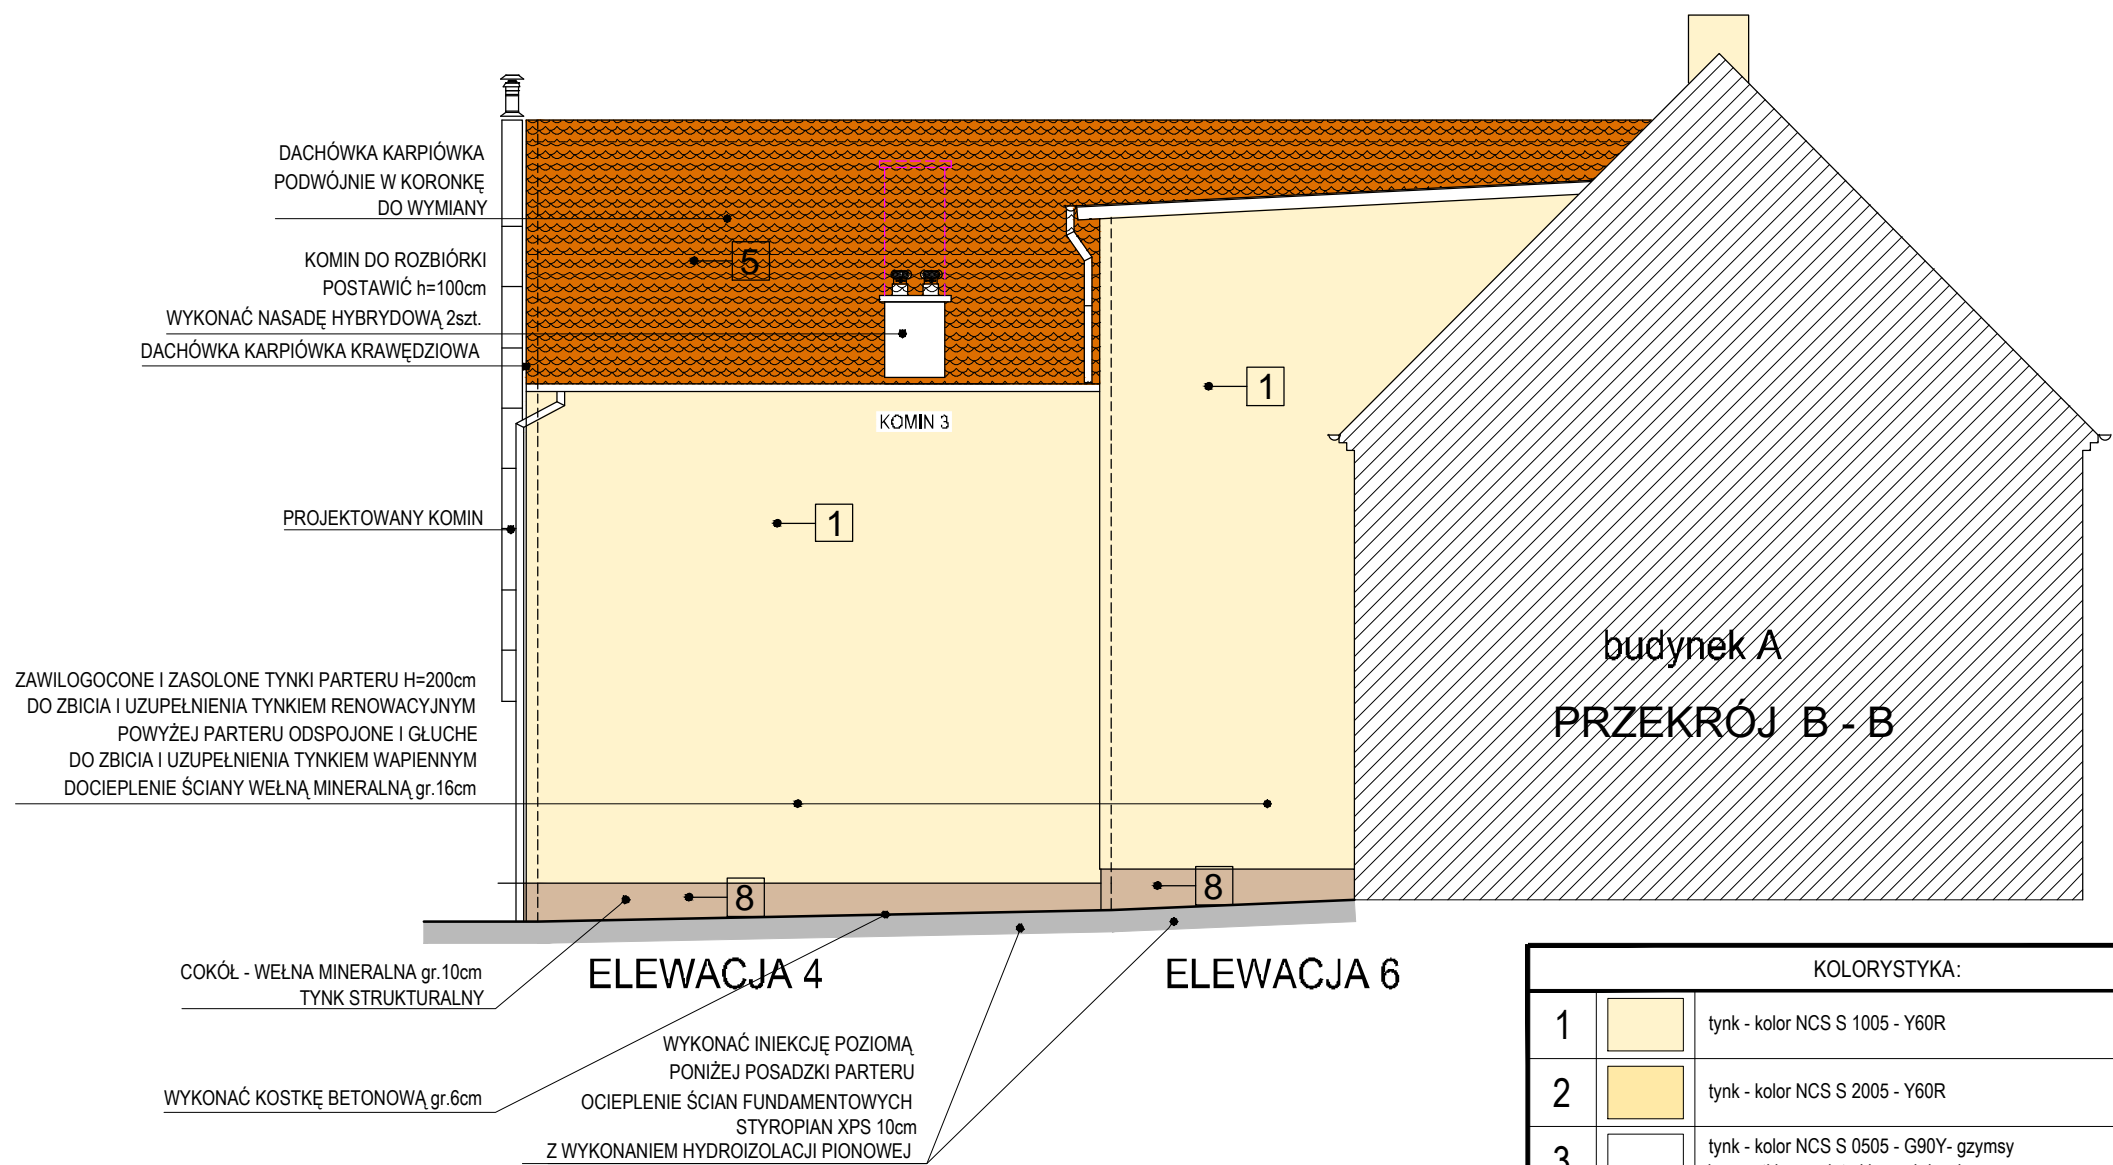 DACHÓWKA KARPIÓWKA
PODWÓJNIE W KORONKĘ
DO WYMIANY
5
KOMIN DO ROZBIÓRKI
POSTAWIĆ h=100cm
WYKONAĆ NASADĘ HYBRYDOWĄ 2szt.
DACHÓWKA KARPIÓWKA KRAWĘDZIOWA
1
KOMIN 3
PROJEKTOWANY KOMIN
1
budynek A
PRZEKRÓJ B - B
ZAWILOGOCONE I ZASOLONE TYNKI PARTERU H=200cm
DO ZBICIA I UZUPEŁNIENIA TYNKIEM RENOWACYJNYM
POWYŻEJ PARTERU ODSPOJONE I GŁUCHE
DO ZBICIA I UZUPEŁNIENIA TYNKIEM WAPIENNYM
DOCIEPLENIE ŚCIANY WEŁNĄ MINERALNĄ gr.16cm
8
8
COKÓŁ - WEŁNA MINERALNA gr.10cm
TYNK STRUKTURALNY
ELEWACJA 4
ELEWACJA 6
WYKONAĆ INIEKCJĘ POZIOMĄ
PONIŻEJ POSADZKI PARTERU
WYKONAĆ KOSTKĘ BETONOWĄ gr.6cm
OCIEPLENIE ŚCIAN FUNDAMENTOWYCH
STYROPIAN XPS 10cm
Z WYKONANIEM HYDROIZOLACJI PIONOWEJ
KOLORYSTYKA:
1 tynk - kolor NCS S 1005 - Y60R
2 tynk - kolor NCS S 2005 - Y60R
3 tynk - kolor NCS S 0505 - G90Y- gzymsy